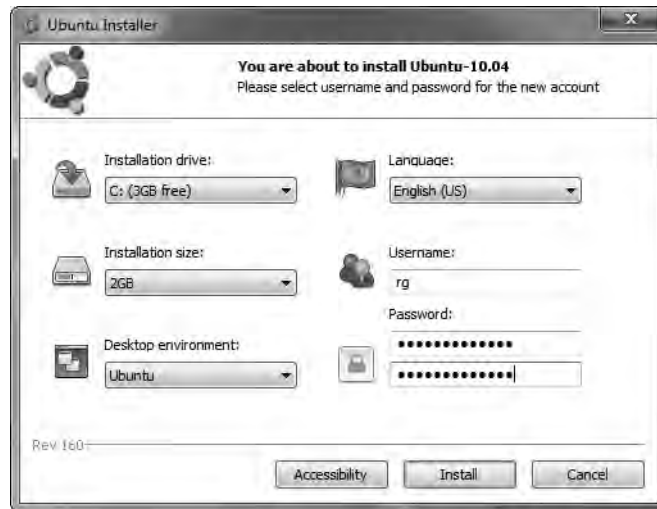 Ubuntu Installer
You are about to install Ubuntu-10.04
Please select username and password for the new account
Installation drive:
C: (3GB free)
Language:
English (US)
Installation size:
2GB
Username:
rg
Password:
•••••••••••••
Desktop environment:
Ubuntu
•••••••••••••
Rev 160
Accessibility
Install
Cancel